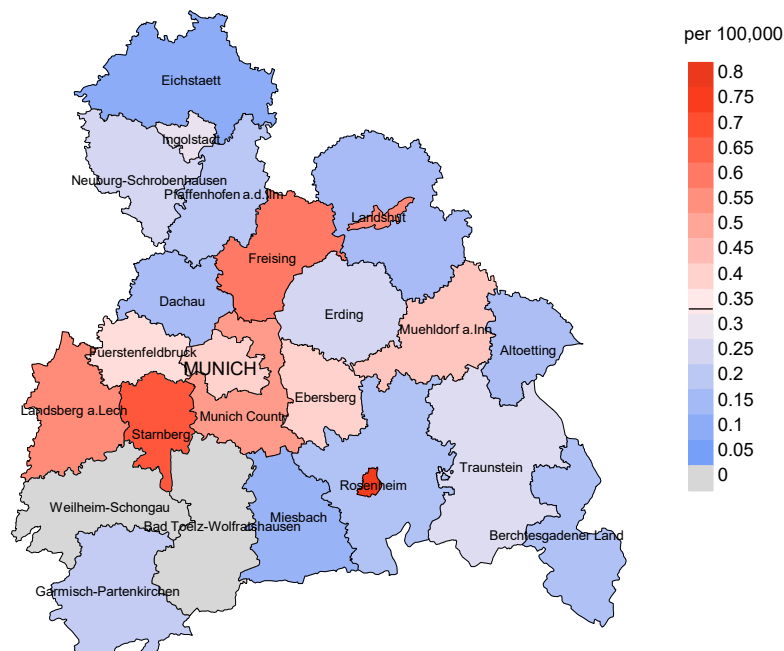 per 100,000
0.8
0.75
0.7
0.65
0.6
0.55
0.5
0.45
0.4
0.35
0.3
0.25
0.2
0.15
0.1
0.05
0
Eichstaett
Ingolstadt
Neuburg-Schrobenhausen
Pfaffenhofen a.d.Ilm
Landshut
Freising
Dachau
Erding
Muehldorf a.Inn
Altoetting
Fuerstenfeldbruck
MUNICH
Ebersberg
Landsberg a.Lech
Munich County
Starnberg
Traunstein
Rosenheim
Weilheim-Schongau
Miesbach
Bad Toelz-Wolfratshausen
Berchtesgadener Land
Garmisch-Partenkirchen